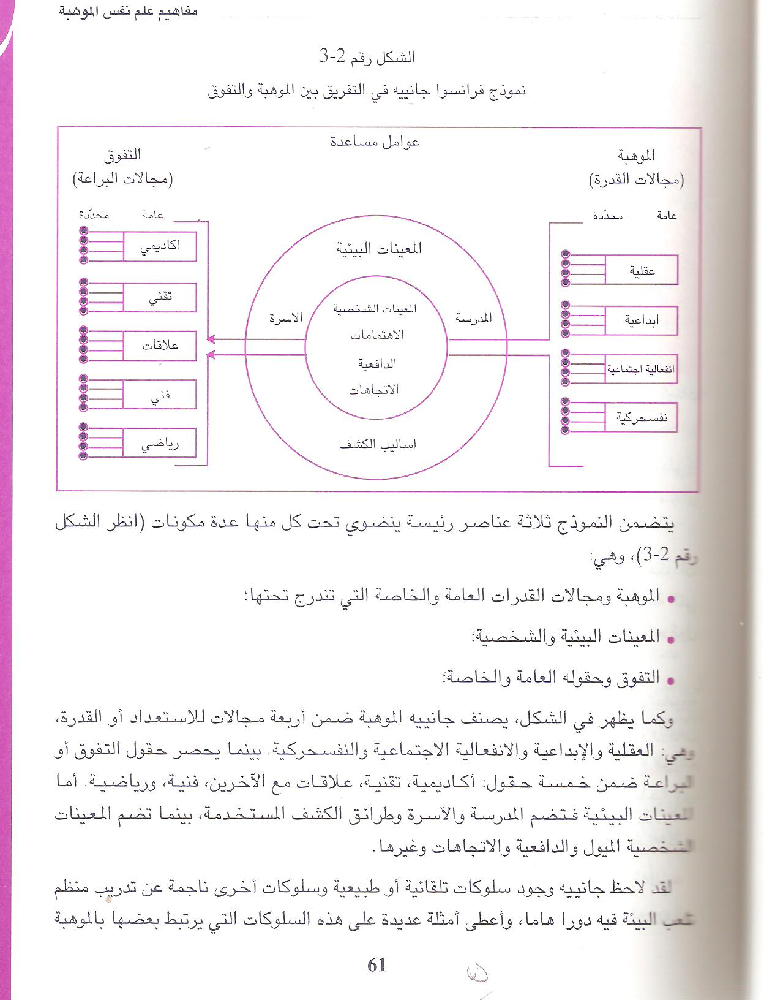 مفاهيم علم نفس الموهبة
الشكل رقم 2-3
نموذج فرانسوا جانييه في التفريق بين الموهبة والتفوق
عوامل مساعدة
الموهبة
(مجالات القدرة)
عامة محدّدة
عقلية
ابداعية
انفعالية اجتماعية
نفسحركية
المعينات البيئية
المدرسة
المعينات الشخصية
الاهتمامات
الدافعية
الاتجاهات
الاسرة
اساليب الكشف
التفوق
(مجالات البراعة)
عامة محدّدة
اكاديمي
تقني
علاقات
فني
رياضي
يتضمن النموذج ثلاثة عناصر رئيسة ينضوي تحت كل منها عدة مكونات (انظر الشكل
رقم 2-3)، وهي:
• الموهبة ومجالات القدرات العامة والخاصة التي تندرج تحتها؛
• المعينات البيئية والشخصية؛
• التفوق وحقوله العامة والخاصة؛
وكما يظهر في الشكل، يصنف جانييه الموهبة ضمن أربعة مجالات للاستعداد أو القدرة،
وهي: العقلية والإبداعية والانفعالية الاجتماعية والنفسحركية. بينما يحصر حقول التفوق أو
البراعة ضمن خمسة حقول: أكاديمية، تقنية، علاقات مع الآخرين، فنية، ورياضية. أما
المعينات البيئية فتضم المدرسة والأسرة وطرائق الكشف المستخدمة، بينما تضم المعينات
الشخصية الميول والدافعية والاتجاهات وغيرها.
لقد لاحظ جانييه وجود سلوكات تلقائية أو طبيعية وسلوكات أخرى ناجمة عن تدريب منظم
تلعب البيئة فيه دورا هاما، وأعطى أمثلة عديدة على هذه السلوكات التي يرتبط بعضها بالموهبة
61